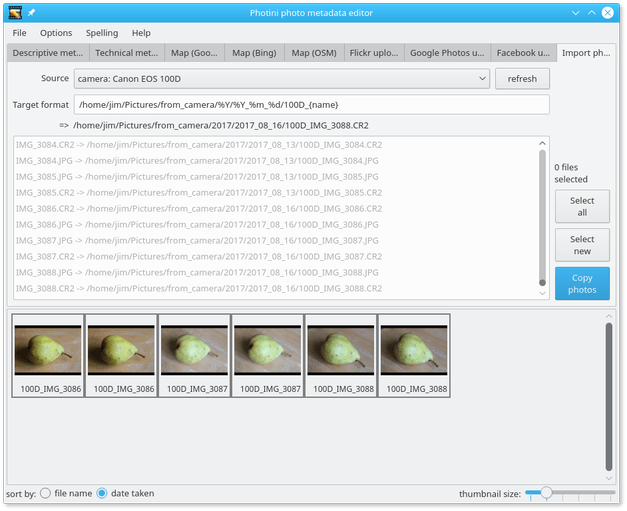 Photini photo metadata editor
File Options Spelling Help
Descriptive met... Technical met... Map (Goo... Map (Bing) Map (OSM) Flickr uplo... Google Photos u... Facebook u... Import ph...
Source camera: Canon EOS 100D refresh
Target format /home/jim/Pictures/from_camera/%Y/%Y_%m_%d/100D_{name}
=> /home/jim/Pictures/from_camera/2017/2017_08_16/100D_IMG_3088.CR2
IMG_3084.CR2 -> /home/jim/Pictures/from_camera/2017/2017_08_13/100D_IMG_3084.CR2
IMG_3084.JPG -> /home/jim/Pictures/from_camera/2017/2017_08_13/100D_IMG_3084.JPG
IMG_3085.JPG -> /home/jim/Pictures/from_camera/2017/2017_08_13/100D_IMG_3085.JPG
IMG_3085.CR2 -> /home/jim/Pictures/from_camera/2017/2017_08_13/100D_IMG_3085.CR2
IMG_3086.CR2 -> /home/jim/Pictures/from_camera/2017/2017_08_16/100D_IMG_3086.CR2
IMG_3086.JPG -> /home/jim/Pictures/from_camera/2017/2017_08_16/100D_IMG_3086.JPG
IMG_3087.JPG -> /home/jim/Pictures/from_camera/2017/2017_08_16/100D_IMG_3087.JPG
IMG_3087.CR2 -> /home/jim/Pictures/from_camera/2017/2017_08_16/100D_IMG_3087.CR2
IMG_3088.JPG -> /home/jim/Pictures/from_camera/2017/2017_08_16/100D_IMG_3088.JPG
IMG_3088.CR2 -> /home/jim/Pictures/from_camera/2017/2017_08_16/100D_IMG_3088.CR2
0 files
selected
Select
all
Select
new
Copy
photos
100D_IMG_3086 100D_IMG_3086 100D_IMG_3087 100D_IMG_3087 100D_IMG_3088 100D_IMG_3088
sort by: file name date taken thumbnail size: